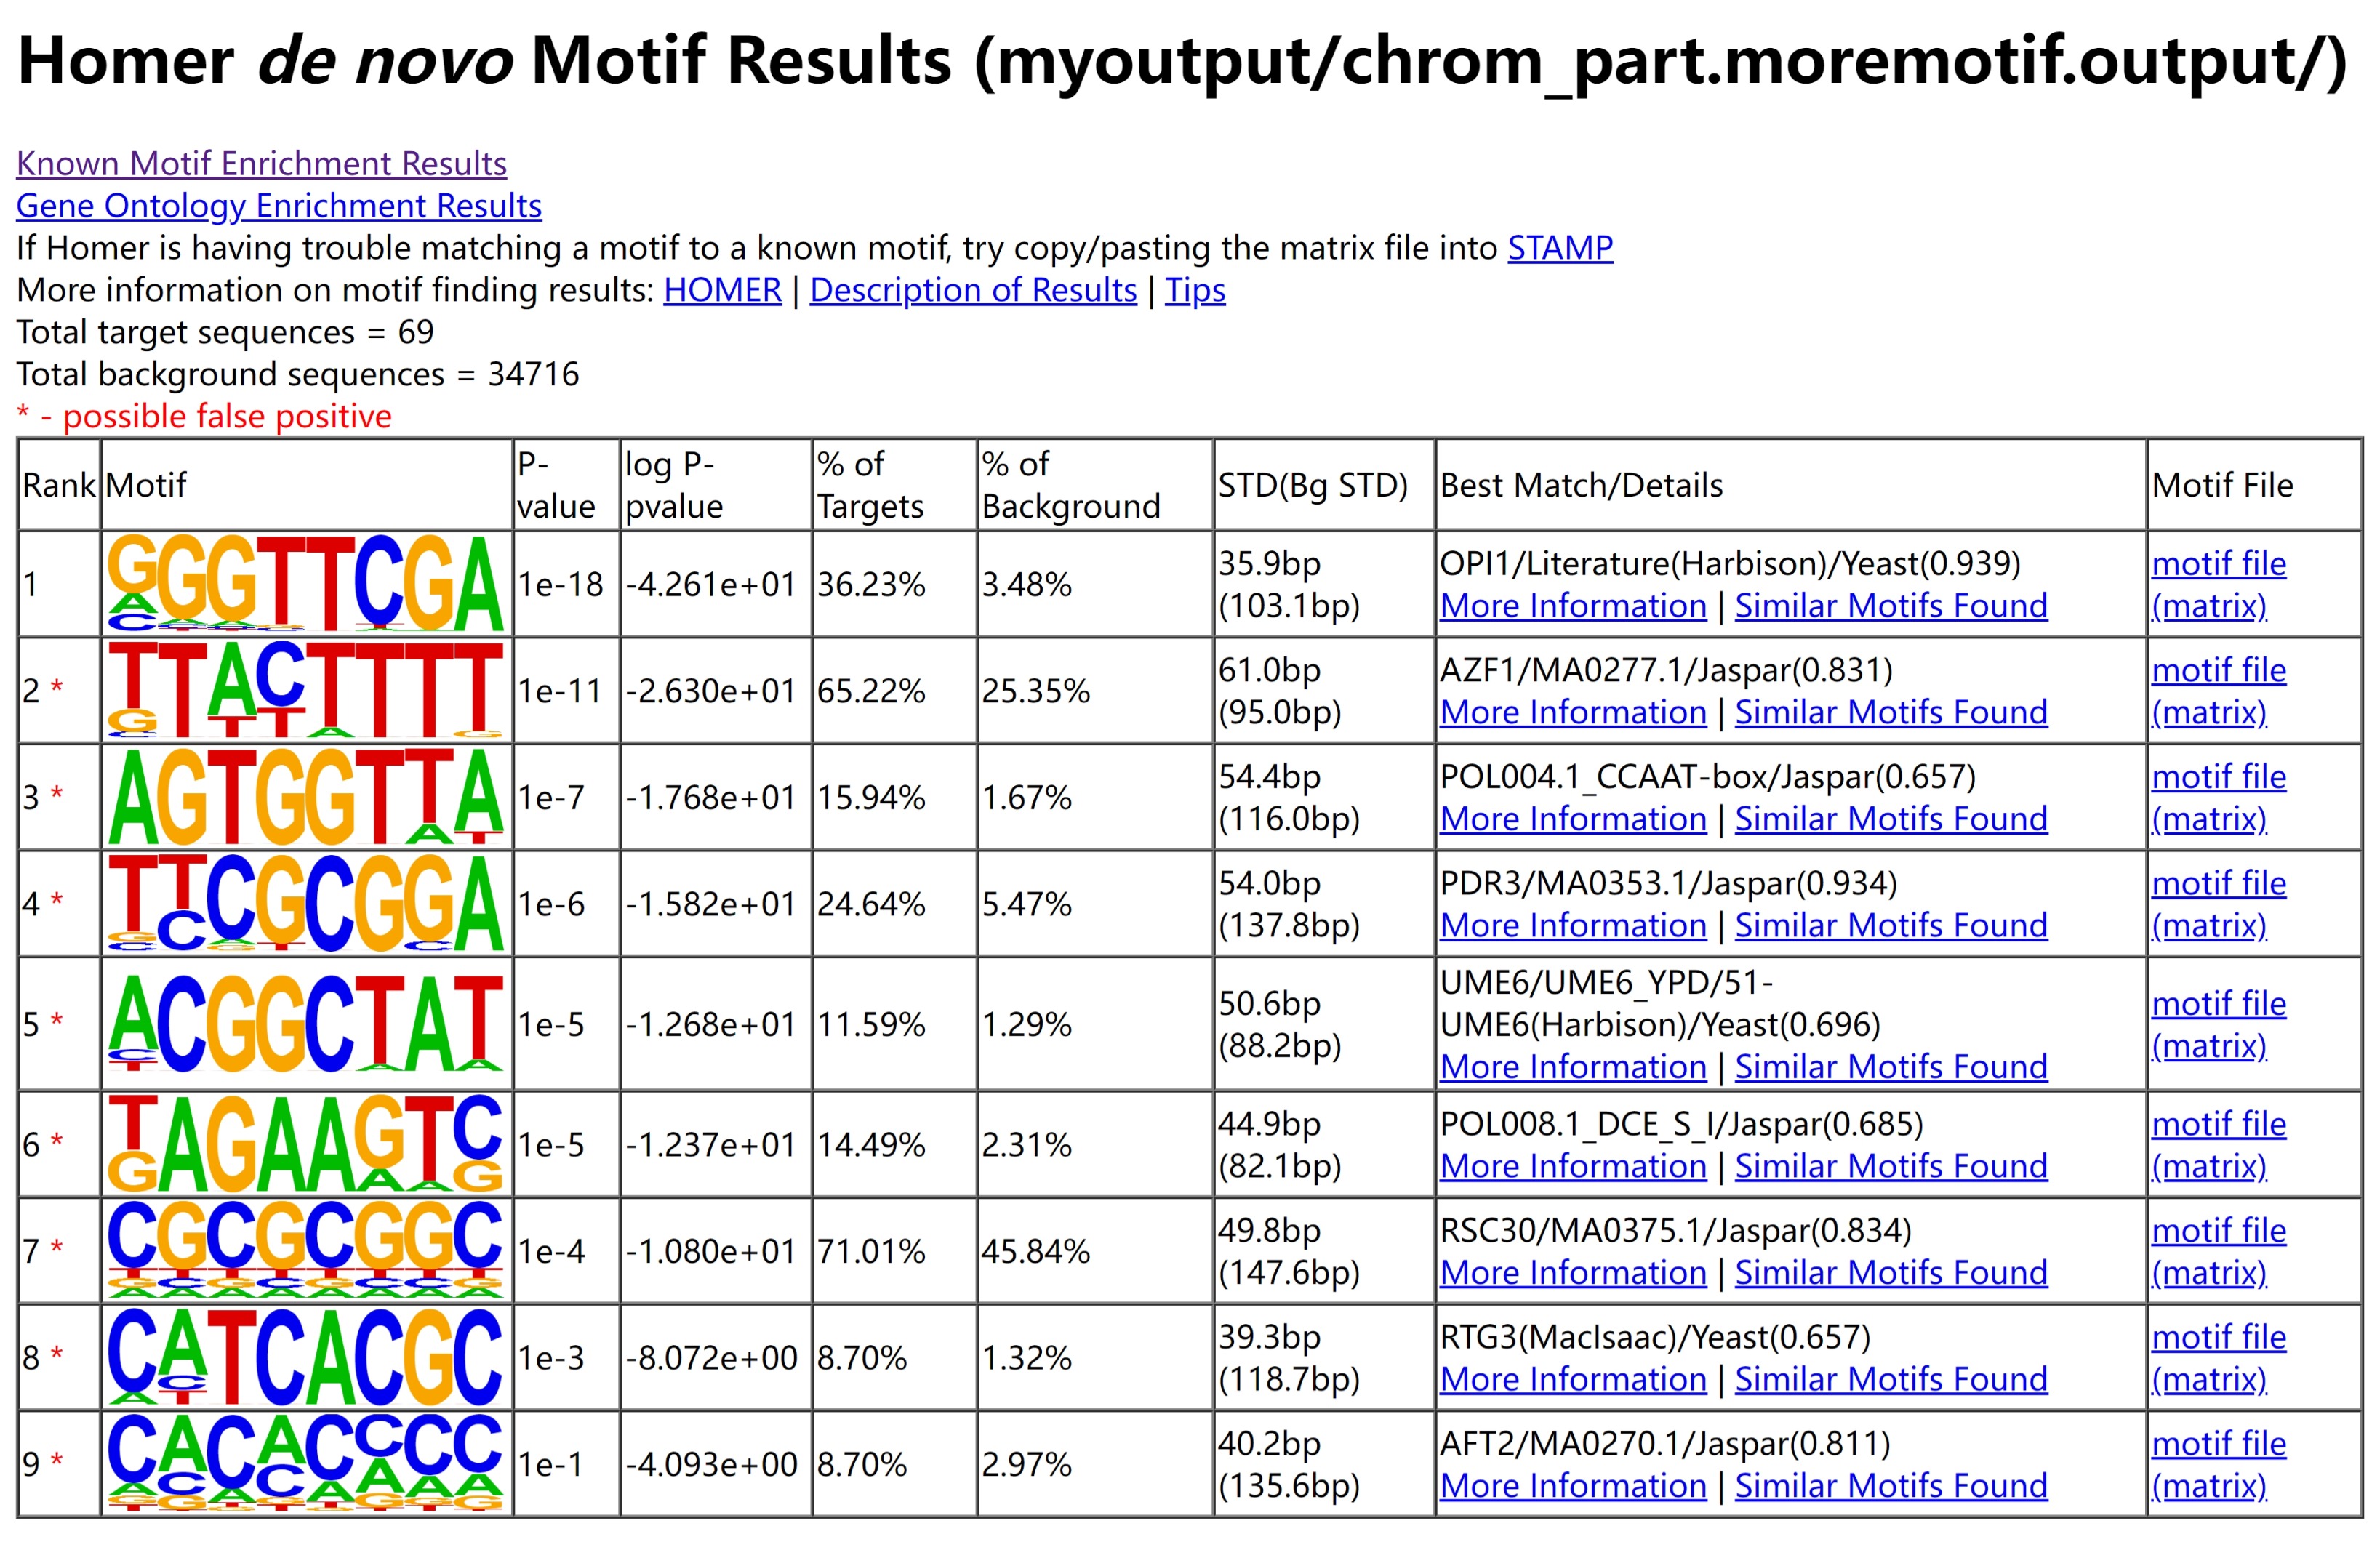 Homer de novo Motif Results (myoutput/chrom_part.moremotif.output/)
Known Motif Enrichment Results
Gene Ontology Enrichment Results
If Homer is having trouble matching a motif to a known motif, try copy/pasting the matrix file into STAMP
More information on motif finding results: HOMER | Description of Results | Tips
Total target sequences = 69
Total background sequences = 34716
* - possible false positive
Rank Motif P-value log P-pvalue % of Targets % of Background STD(Bg STD) Best Match/Details Motif File
1 GGGTTCGA 1e-18 -4.261e+01 36.23% 3.48% 35.9bp (103.1bp) OPI1/Literature(Harbison)/Yeast(0.939) More Information | Similar Motifs Found motif file (matrix)
2 * TTACTTTT 1e-11 -2.630e+01 65.22% 25.35% 61.0bp (95.0bp) AZF1/MA0277.1/Jaspar(0.831) More Information | Similar Motifs Found motif file (matrix)
3 * AGTGGTTA 1e-7 -1.768e+01 15.94% 1.67% 54.4bp (116.0bp) POL004.1_CCAAT-box/Jaspar(0.657) More Information | Similar Motifs Found motif file (matrix)
4 * TTCGCGGA 1e-6 -1.582e+01 24.64% 5.47% 54.0bp (137.8bp) PDR3/MA0353.1/Jaspar(0.934) More Information | Similar Motifs Found motif file (matrix)
5 * ACGGCTAT 1e-5 -1.268e+01 11.59% 1.29% 50.6bp (88.2bp) UME6/UME6_YPD/51-UME6(Harbison)/Yeast(0.696) More Information | Similar Motifs Found motif file (matrix)
6 * TAGAAGTC 1e-5 -1.237e+01 14.49% 2.31% 44.9bp (82.1bp) POL008.1_DCE_S_I/Jaspar(0.685) More Information | Similar Motifs Found motif file (matrix)
7 * CGCGCGGC 1e-4 -1.080e+01 71.01% 45.84% 49.8bp (147.6bp) RSC30/MA0375.1/Jaspar(0.834) More Information | Similar Motifs Found motif file (matrix)
8 * CATCACGC 1e-3 -8.072e+00 8.70% 1.32% 39.3bp (118.7bp) RTG3(MacIsaac)/Yeast(0.657) More Information | Similar Motifs Found motif file (matrix)
9 * CACACCCC 1e-1 -4.093e+00 8.70% 2.97% 40.2bp (135.6bp) AFT2/MA0270.1/Jaspar(0.811) More Information | Similar Motifs Found motif file (matrix)